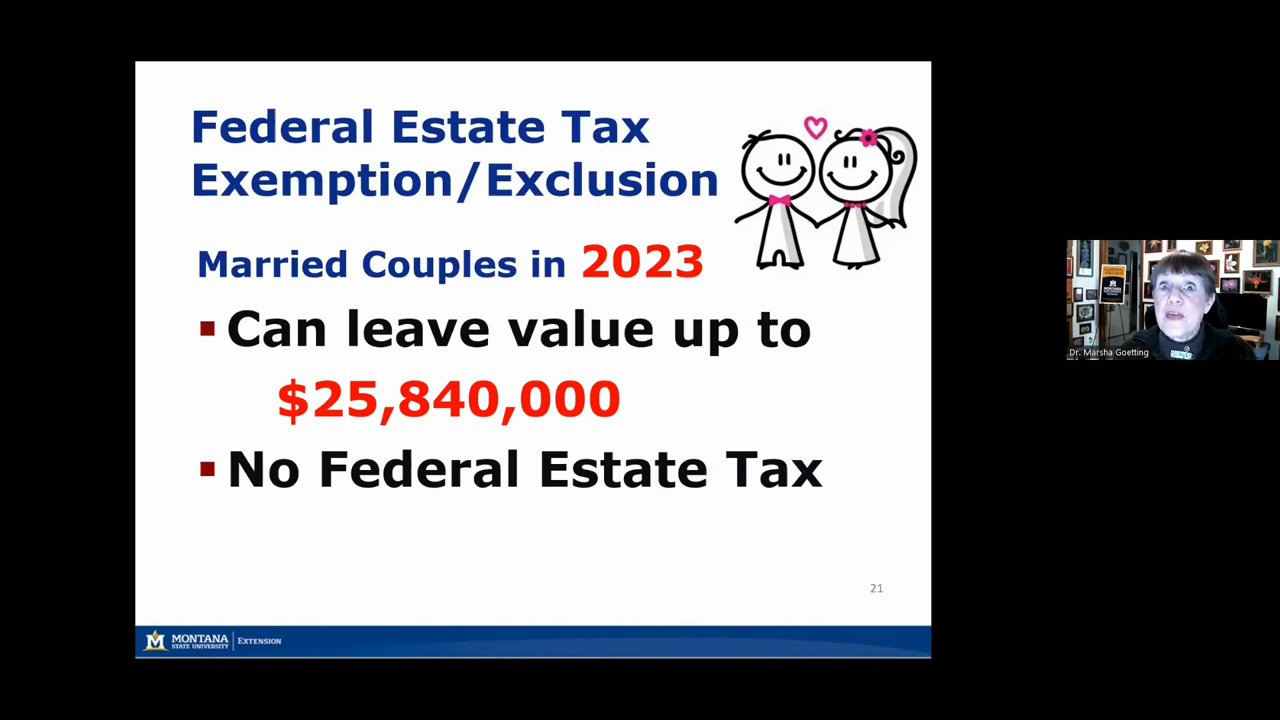 Federal Estate Tax
Exemption/Exclusion
Married Couples in 2023
▪ Can leave value up to
$25,840,000
▪ No Federal Estate Tax
21
M MONTANA
STATE UNIVERSITY
EXTENSION
MONTANA
Dr. Marsha Goetting